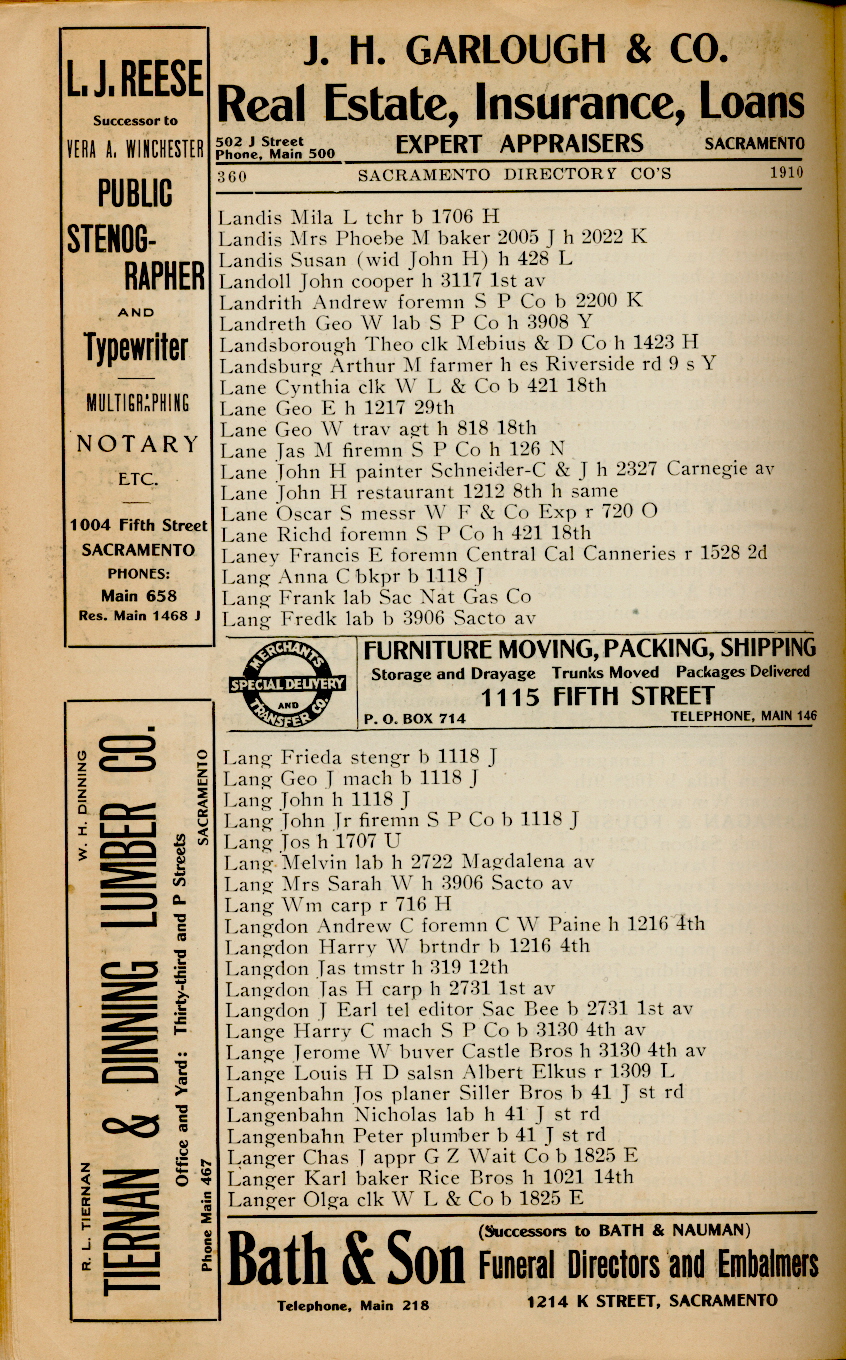 L. J. REESE
Successor to
VERA A. WINCHESTER
PUBLIC
STENOG-
RAPHER
AND
Typewriter
MULTIGRAPHING
NOTARY
ETC.
1004 Fifth Street
SACRAMENTO
PHONES:
Main 658
Res. Main 1468 J
J. H. GARLOUGH & CO.
Real Estate, Insurance, Loans
502 J Street
Phone, Main 500
EXPERT APPRAISERS
SACRAMENTO
360 SACRAMENTO DIRECTORY CO'S 1910
Landis Mila L tchr b 1706 H
Landis Mrs Phoebe M baker 2005 J h 2022 K
Landis Susan (wid John H) h 428 L
Landoll John cooper h 3117 1st av
Landrith Andrew foremn S P Co b 2200 K
Landreth Geo W lab S P Co h 3908 Y
Landsborough Theo clk Mebius & D Co h 1423 H
Landsburg Arthur M farmer h es Riverside rd 9 s Y
Lane Cynthia clk W L & Co b 421 18th
Lane Geo E h 1217 29th
Lane Geo W trav agt h 818 18th
Lane Jas M firemn S P Co h 126 N
Lane John H painter Schneider-C & J h 2327 Carnegie av
Lane John H restaurant 1212 8th h same
Lane Oscar S messr W F & Co Exp r 720 O
Lane Richd foremn S P Co h 421 18th
Laney Francis E foremn Central Cal Canneries r 1528 2d
Lang Anna C bkpr b 1118 J
Lang Frank lab Sac Nat Gas Co
Lang Fredk lab b 3906 Sacto av
MERCHANTS
SPECIAL DELIVERY
AND
TRANSFER CO.
FURNITURE MOVING, PACKING, SHIPPING
Storage and Drayage Trunks Moved Packages Delivered
1115 FIFTH STREET
P. O. BOX 714 TELEPHONE, MAIN 146
Lang Frieda stengr b 1118 J
Lang Geo J mach b 1118 J
Lang John h 1118 J
Lang John Jr firemn S P Co b 1118 J
Lang Jos h 1707 U
Lang Melvin lab h 2722 Magdalena av
Lang Mrs Sarah W h 3906 Sacto av
Lang Wm carp r 716 H
Langdon Andrew C foremn C W Paine h 1216 4th
Langdon Harry W brtndr b 1216 4th
Langdon Jas tmstr h 319 12th
Langdon Jas H carp h 2731 1st av
Langdon J Earl tel editor Sac Bee b 2731 1st av
Lange Harry C mach S P Co b 3130 4th av
Lange Jerome W buyer Castle Bros h 3130 4th av
Lange Louis H D salsn Albert Elkus r 1309 L
Langenbahn Jos planer Siller Bros b 41 J st rd
Langenbahn Nicholas lab h 41 J st rd
Langenbahn Peter plumber b 41 J st rd
Langer Chas J appr G Z Wait Co b 1825 E
Langer Karl baker Rice Bros h 1021 14th
Langer Olga clk W L & Co b 1825 E
R. L. TIERNAN W. H. DINNING
TIERNAN & DINNING LUMBER CO.
Office and Yard: Thirty-third and P Streets
Phone Main 467 SACRAMENTO
Bath & Son
(Successors to BATH & NAUMAN)
Funeral Directors and Embalmers
Telephone, Main 218
1214 K STREET, SACRAMENTO